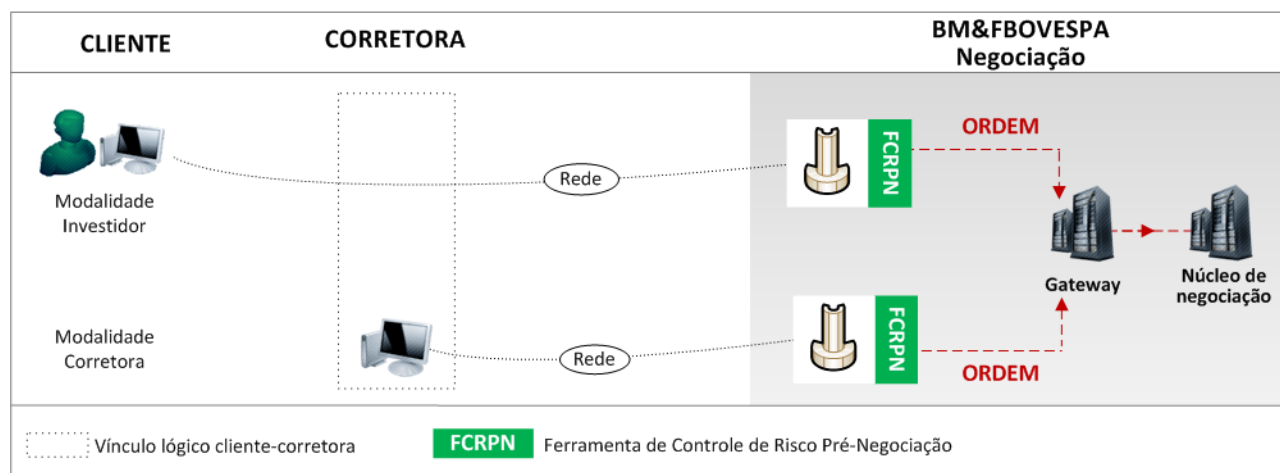 CLIENTE
CORRETORA
BM&FBOVESPA
Negociação
Modalidade
Investidor
Rede
FCRPN
ORDEM
Gateway
Núcleo de
negociação
Modalidade
Corretora
Rede
FCRPN
ORDEM
Vínculo lógico cliente-corretora
FCRPN
Ferramenta de Controle de Risco Pré-Negociação